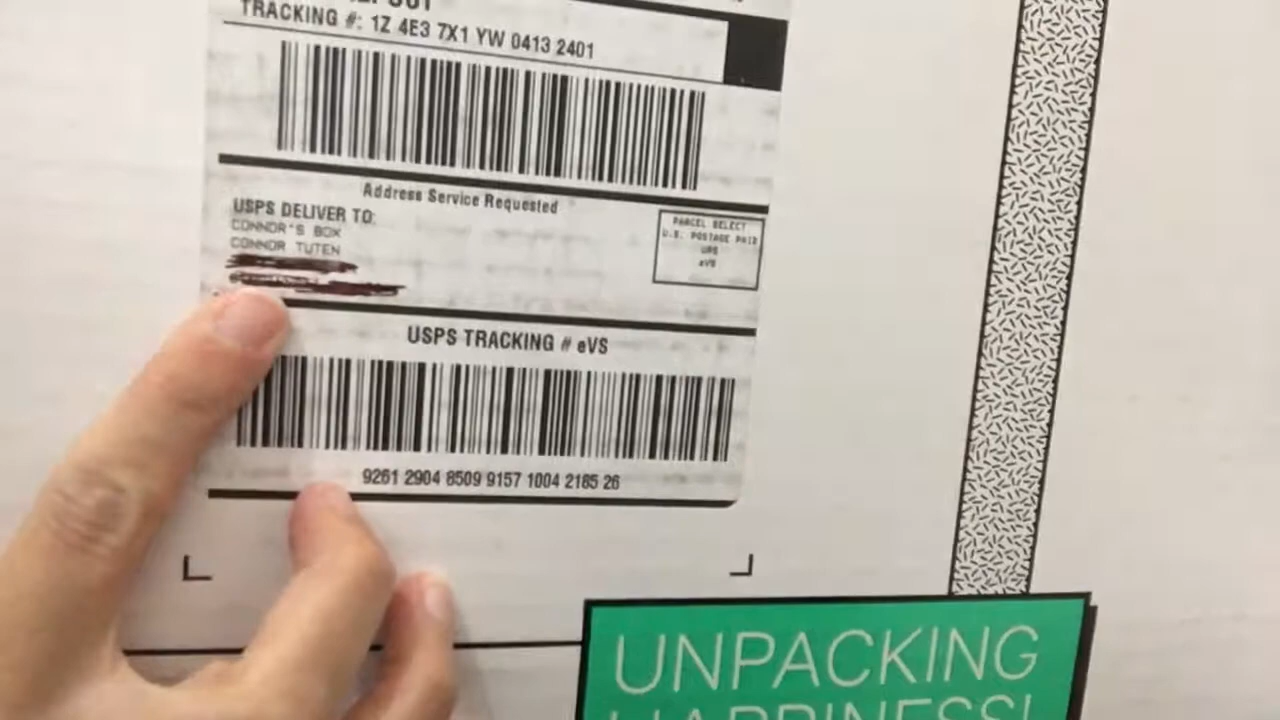 TRACKING #: 1Z 4E3 7X1 YW 0413 2401
Address Service Requested
USPS DELIVER TO:
CONNOR'S BOX
CONNOR TUTEN
PARCEL SELECT
U.S. POSTAGE PAID
UPS
eVS
USPS TRACKING # eVS
9261 2904 8509 9157 1004 2185 26
UNPACKING
HAPPINESS!